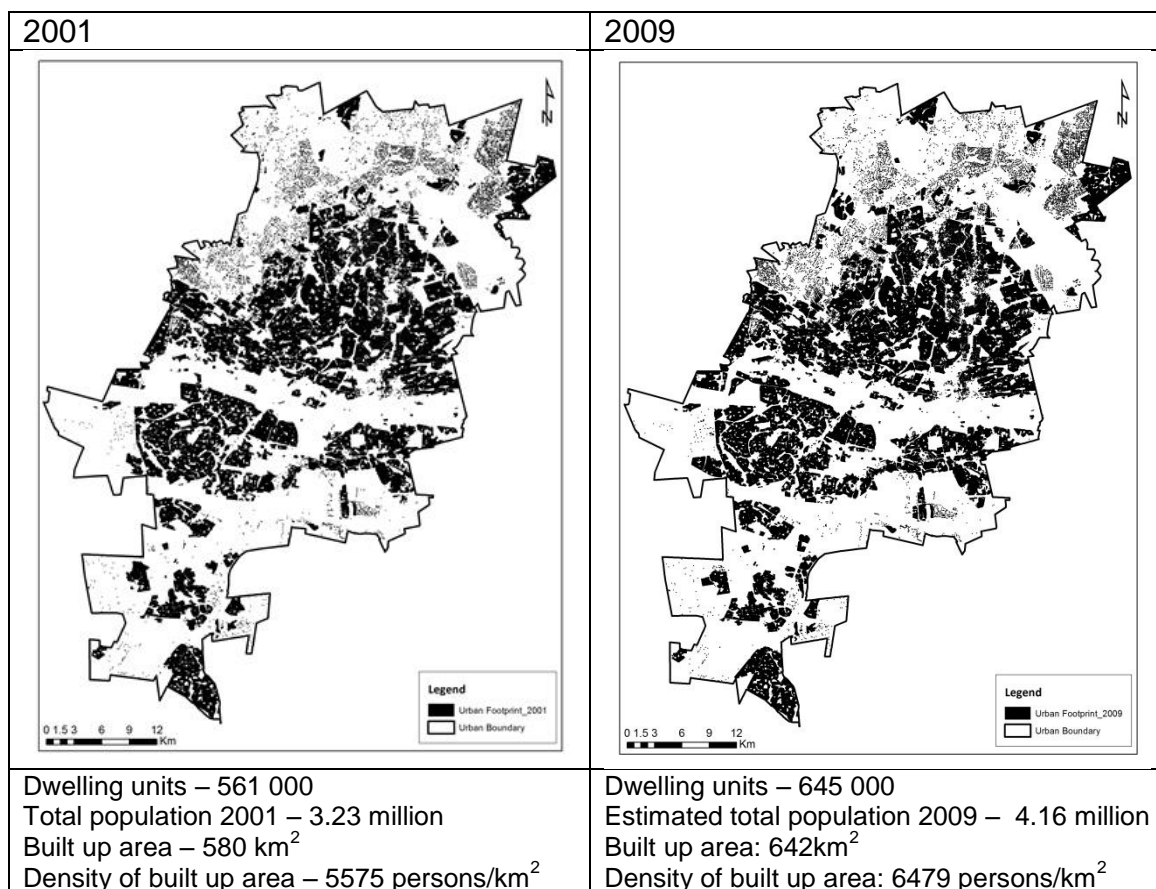 2001
2009
N
N
Legend
Urban Footprint_2001
Urban Boundary
0 1.5 3 6 9 12
Km
Legend
Urban Footprint_2009
Urban Boundary
0 1.5 3 6 9 12
Km
Dwelling units – 561 000
Total population 2001 – 3.23 million
Built up area – 580 km²
Density of built up area – 5575 persons/km²
Dwelling units – 645 000
Estimated total population 2009 – 4.16 million
Built up area: 642km²
Density of built up area: 6479 persons/km²